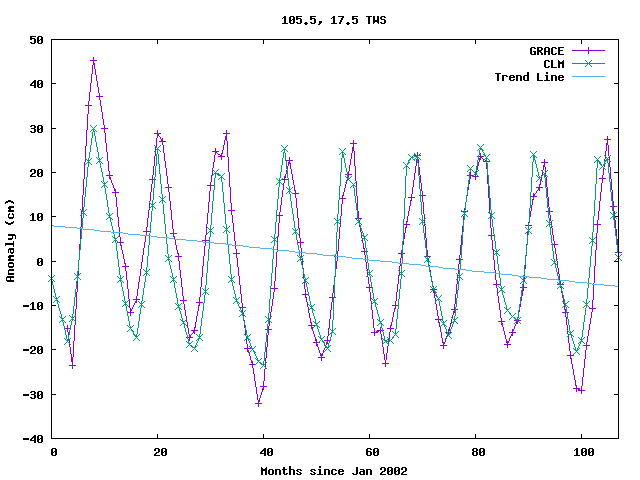 105.5, 17.5 TWS
GRACE
CLM
Trend Line
Anomaly (cm)
50
40
30
20
10
0
-10
-20
-30
-40
0 20 40 60 80 100
Months since Jan 2002